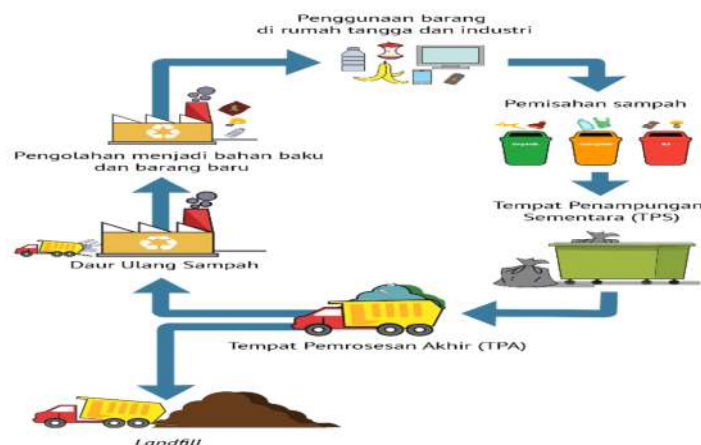 Penggunaan barang
di rumah tangga dan industri
Pemisahan sampah
Tempat Penampungan
Sementara (TPS)
Tempat Pemrosesan Akhir (TPA)
Landfill
Daur Ulang Sampah
Pengolahan menjadi bahan baku
dan barang baru